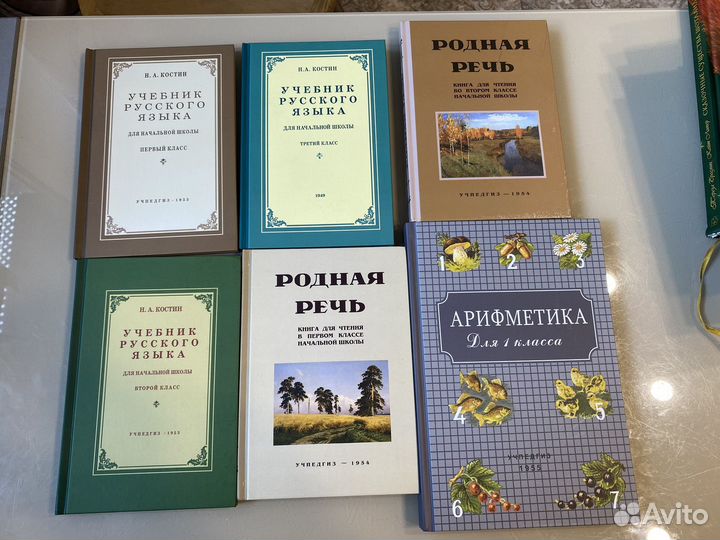 Н. А. КОСТИН
УЧЕБНИК
РУССКОГО
ЯЗЫКА
ДЛЯ НАЧАЛЬНОЙ ШКОЛЫ
ПЕРВЫЙ КЛАСС
УЧПЕДГИЗ - 1953
Н. А. КОСТИН
УЧЕБНИК
РУССКОГО
ЯЗЫКА
ДЛЯ НАЧАЛЬНОЙ ШКОЛЫ
ТРЕТИЙ КЛАСС
1949
РОДНАЯ
РЕЧЬ
КНИГА ДЛЯ ЧТЕНИЯ
ВО ВТОРОМ КЛАССЕ
НАЧАЛЬНОЙ ШКОЛЫ
УЧПЕДГИЗ — 1954
Н. А. КОСТИН
УЧЕБНИК
РУССКОГО
ЯЗЫКА
ДЛЯ НАЧАЛЬНОЙ ШКОЛЫ
ВТОРОЙ КЛАСС
УЧПЕДГИЗ - 1953
РОДНАЯ
РЕЧЬ
КНИГА ДЛЯ ЧТЕНИЯ
В ПЕРВОМ КЛАССЕ
НАЧАЛЬНОЙ ШКОЛЫ
УЧПЕДГИЗ — 1954
1 2 3
АРИФМЕТИКА
Для 1 класса
4 5
УЧПЕДГИЗ
1955
6 7
СКАЗОЧНЫЕ СУЩЕСТВА
Avito